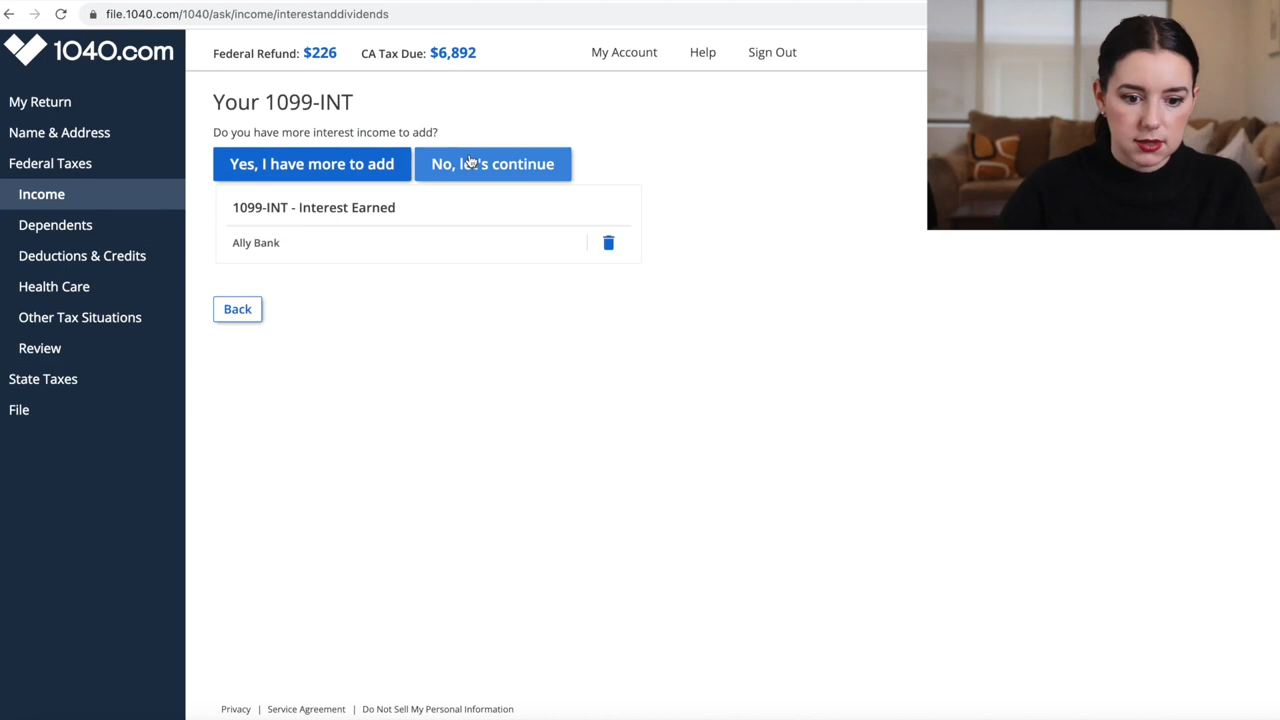 file.1040.com/1040/ask/income/interestanddividends
1040.com
Federal Refund: $226 CA Tax Due: $6,892 My Account Help Sign Out
My Return
Name & Address
Federal Taxes
Income
Dependents
Deductions & Credits
Health Care
Other Tax Situations
Review
State Taxes
File
Your 1099-INT
Do you have more interest income to add?
Yes, I have more to add No, let's continue
1099-INT - Interest Earned
Ally Bank
Back
Privacy | Service Agreement | Do Not Sell My Personal Information